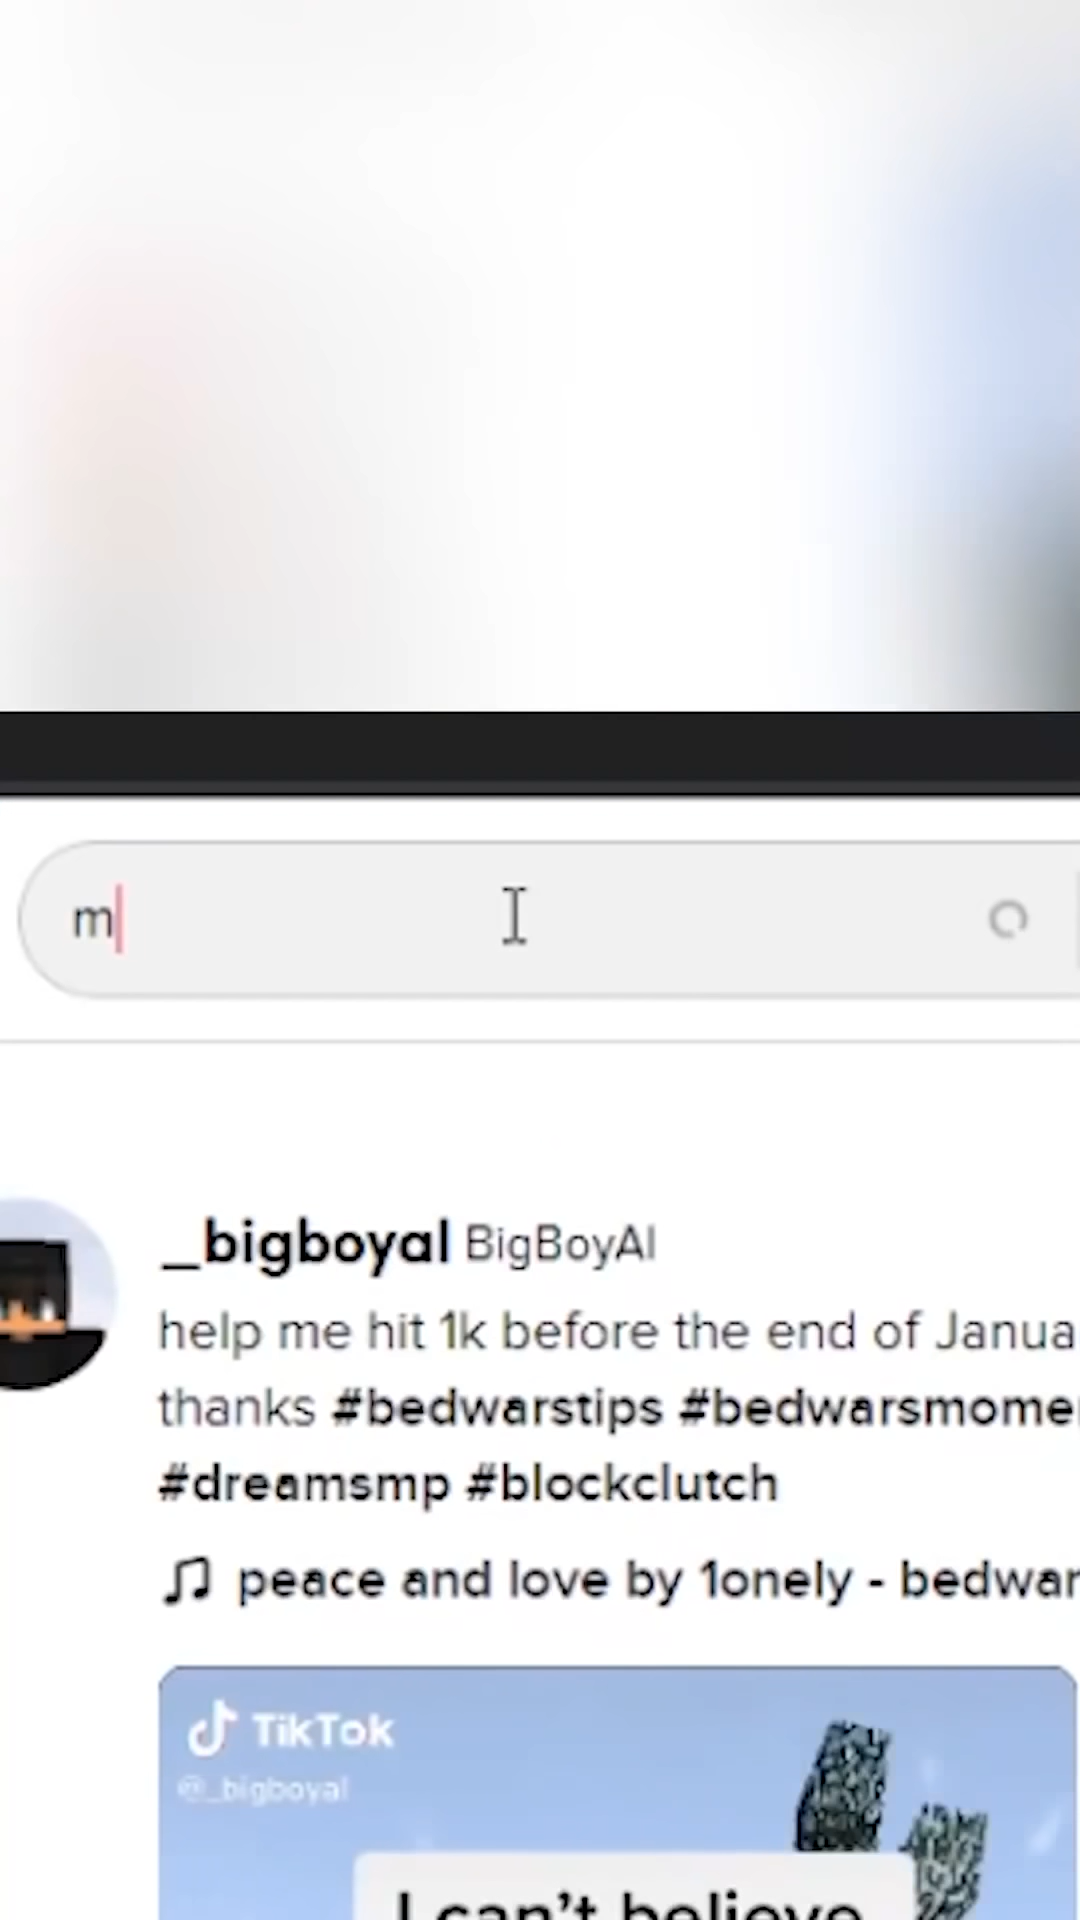 m
_bigboyal BigBoyAl
help me hit 1k before the end of Janua
thanks #bedwarstips #bedwarsmome
#dreamsmp #blockclutch
peace and love by 1onely - bedwar
TikTok
@_bigboyal
I can't believe